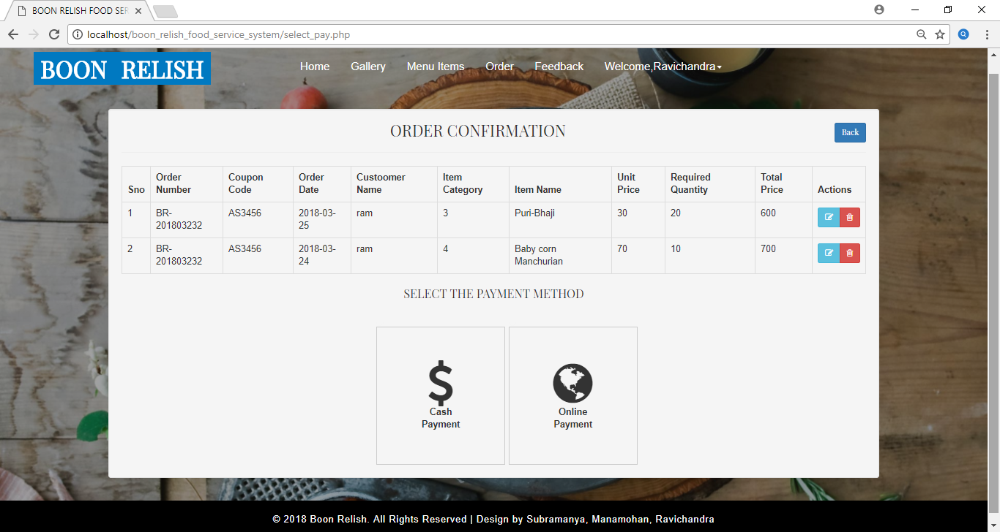 BOON RELISH FOOD SER
localhost/boon_relish_food_service_system/select_pay.php
BOON RELISH
Home Gallery Menu Items Order Feedback Welcome,Ravichandra
ORDER CONFIRMATION
Back
Sno Order Number Coupon Code Order Date Custoomer Name Item Category Item Name Unit Price Required Quantity Total Price Actions
1 BR-201803232 AS3456 2018-03-25 ram 3 Puri-Bhaji 30 20 600
2 BR-201803232 AS3456 2018-03-24 ram 4 Baby corn Manchurian 70 10 700
SELECT THE PAYMENT METHOD
Cash Payment
Online Payment
© 2018 Boon Relish. All Rights Reserved | Design by Subramanya, Manamohan, Ravichandra